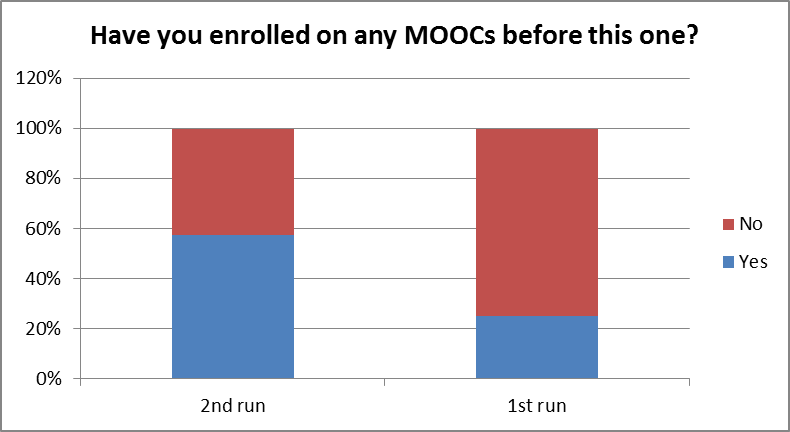 Have you enrolled on any MOOCs before this one?
120%
100%
80%
60%
40%
20%
0%
2nd run
1st run
No
Yes